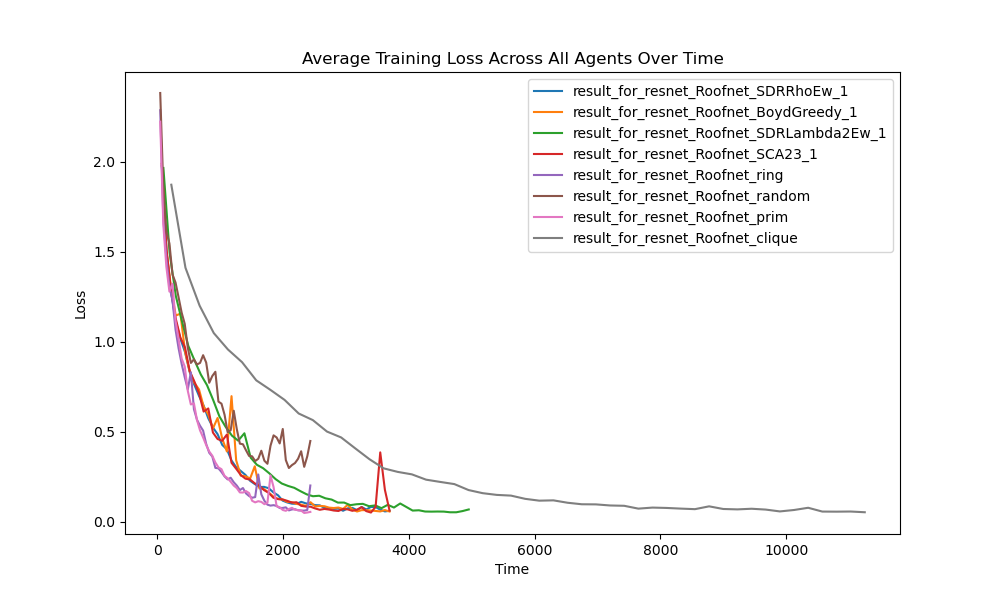 Average Training Loss Across All Agents Over Time
result_for_resnet_Roofnet_SDRRhoEw_1
result_for_resnet_Roofnet_BoydGreedy_1
result_for_resnet_Roofnet_SDRLambda2Ew_1
result_for_resnet_Roofnet_SCA23_1
result_for_resnet_Roofnet_ring
result_for_resnet_Roofnet_random
result_for_resnet_Roofnet_prim
result_for_resnet_Roofnet_clique
Loss
2.0
1.5
1.0
0.5
0.0
0 2000 4000 6000 8000 10000
Time